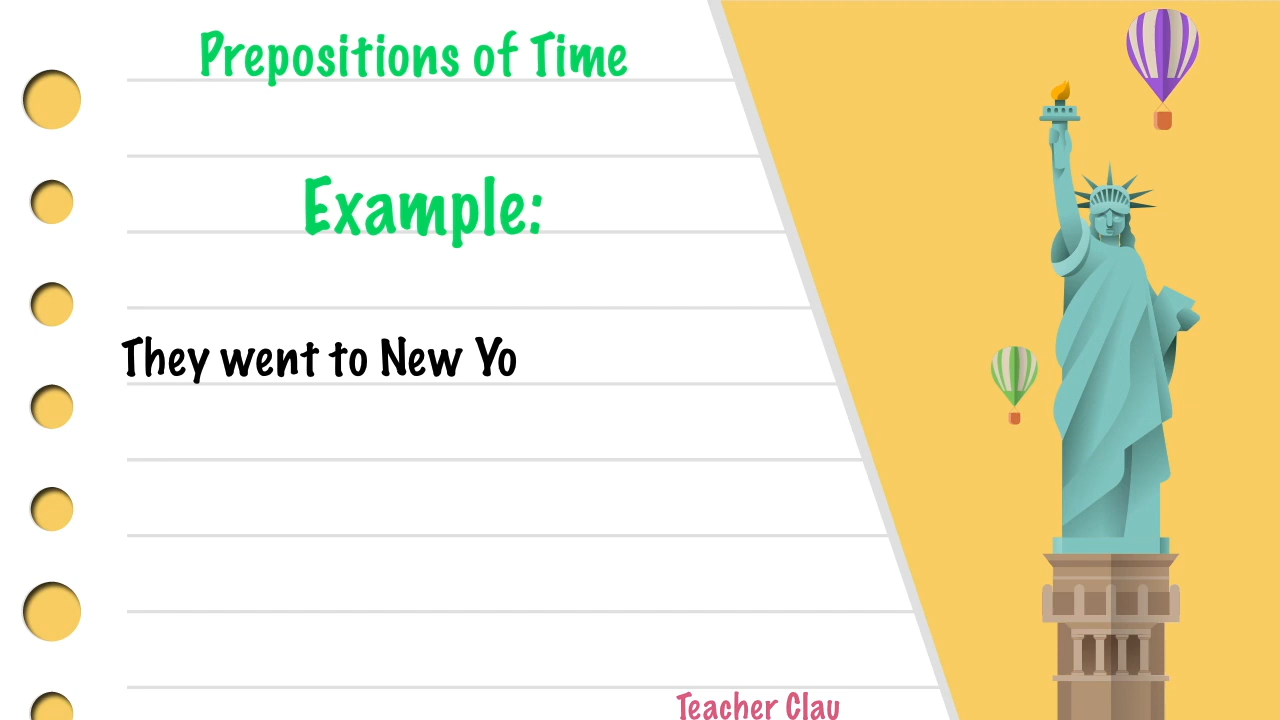 Prepositions of Time
Example:
They went to New Yo
Teacher Clau